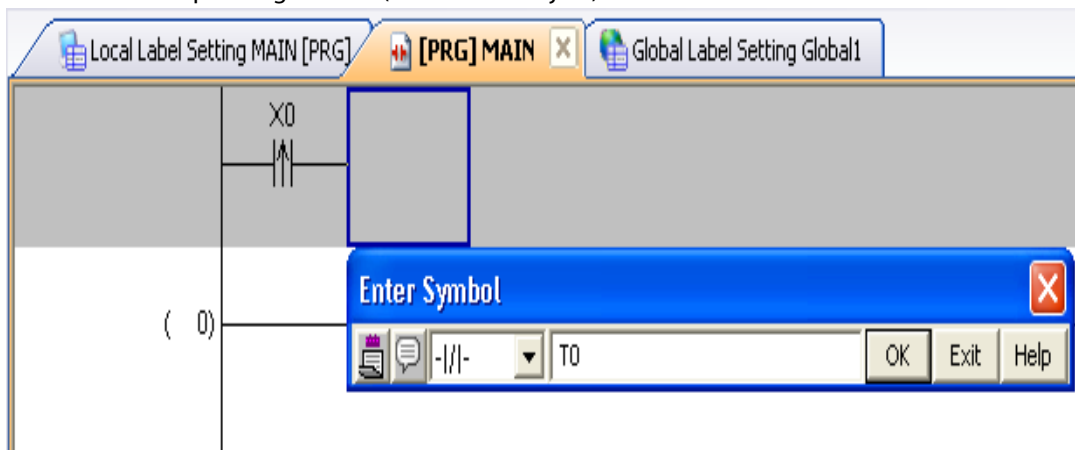 Local Label Setting MAIN [PRG] [PRG] MAIN Global Label Setting Global1
X0
Enter Symbol
( 0)
-|/|- T0 OK Exit Help